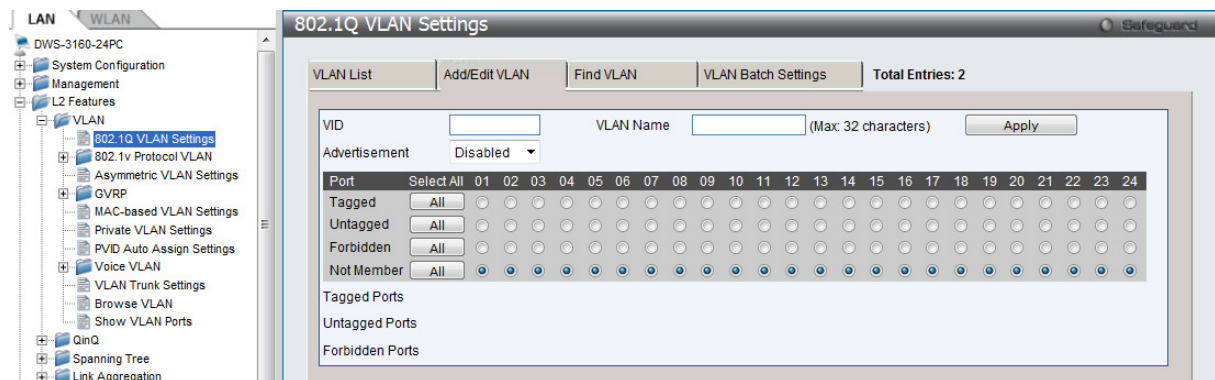 LAN WLAN
DWS-3160-24PC
System Configuration
Management
L2 Features
VLAN
802.1Q VLAN Settings
802.1v Protocol VLAN
Asymmetric VLAN Settings
GVRP
MAC-based VLAN Settings
Private VLAN Settings
PVID Auto Assign Settings
Voice VLAN
VLAN Trunk Settings
Browse VLAN
Show VLAN Ports
QinQ
Spanning Tree
Link Aggregation
802.1Q VLAN Settings
Safeguard
VLAN List Add/Edit VLAN Find VLAN VLAN Batch Settings Total Entries: 2
VID VLAN Name (Max: 32 characters) Apply
Advertisement Disabled
Port Select All 01 02 03 04 05 06 07 08 09 10 11 12 13 14 15 16 17 18 19 20 21 22 23 24
Tagged All
Untagged All
Forbidden All
Not Member All
Tagged Ports
Untagged Ports
Forbidden Ports